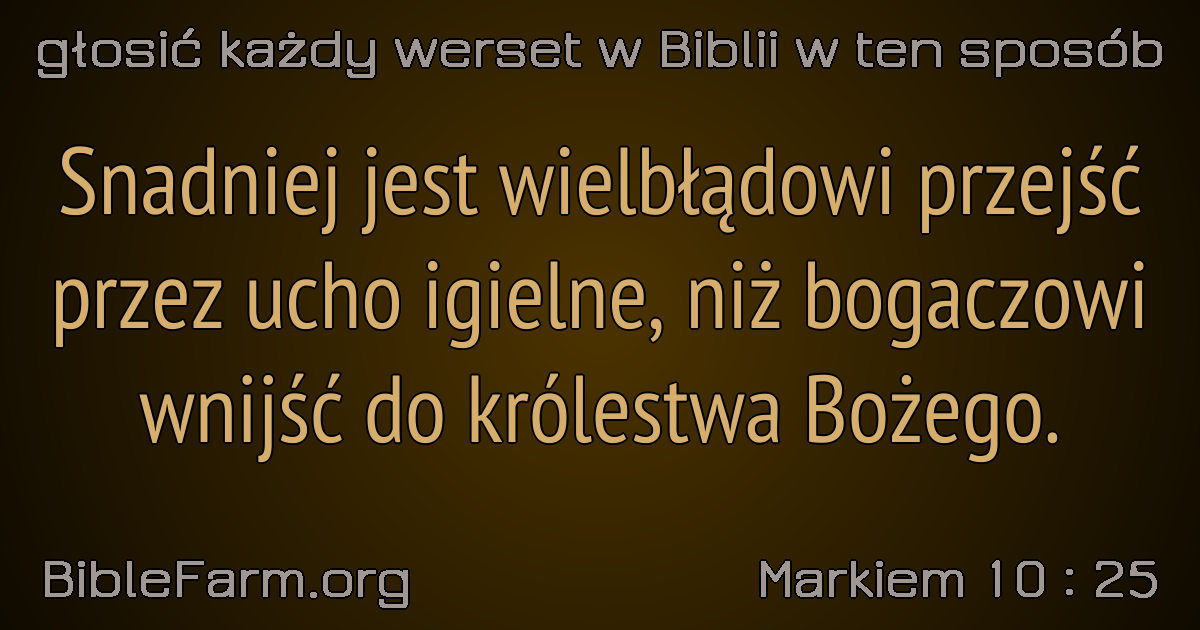 głosić każdy werset w Biblii w ten sposób
Snadniej jest wielbłądowi przejść
przez ucho igielne, niż bogaczowi
wnijść do królestwa Bożego.
BibleFarm.org
Markiem 10 : 25